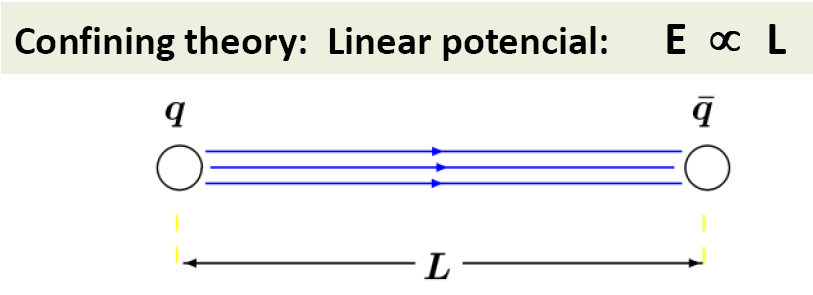 Confining theory:  Linear potencial:  E ∝ L
q q̄
L